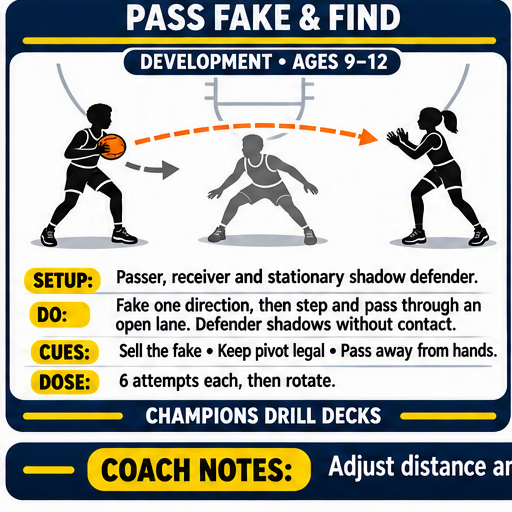 PASS FAKE & FIND
DEVELOPMENT • AGES 9–12
SETUP: Passer, receiver and stationary shadow defender.
DO: Fake one direction, then step and pass through an
open lane. Defender shadows without contact.
CUES: Sell the fake • Keep pivot legal • Pass away from hands.
DOSE: 6 attempts each, then rotate.
CHAMPIONS DRILL DECKS
COACH NOTES: Adjust distance